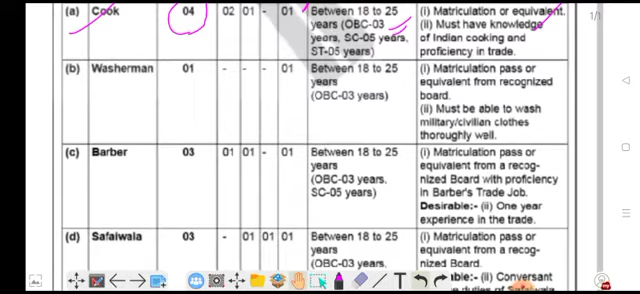 (a) Cook 04 02 01 - 01 Between 18 to 25 (i) Matriculation or equivalent. 1/1
years (OBC-03 (ii) Must have knowledge
years, SC-05 years, of Indian cooking and
ST-05 years) proficiency in trade.
(b) Washerman 01 - - - 01 Between 18 to 25 (i) Matriculation pass or
years equivalent from recognized
(OBC-03 years) board.
(ii) Must be able to wash
military/civilian clothes
thoroughly well.
(c) Barber 03 01 01 - 01 Between 18 to 25 (i) Matriculation pass or
years equivalent from a recog-
(OBC-03 years, nized Board with proficiency
SC-05 years) in Barber's Trade Job.
Desirable:- (ii) One year
experience in the trade.
(d) Safaiwala 03 - 01 01 01 Between 18 to 25 (i) Matriculation pass or
years equivalent from a recog-
(OBC-03 years, nized Board.
able:- (ii) Conversant
duties of Safaiwala